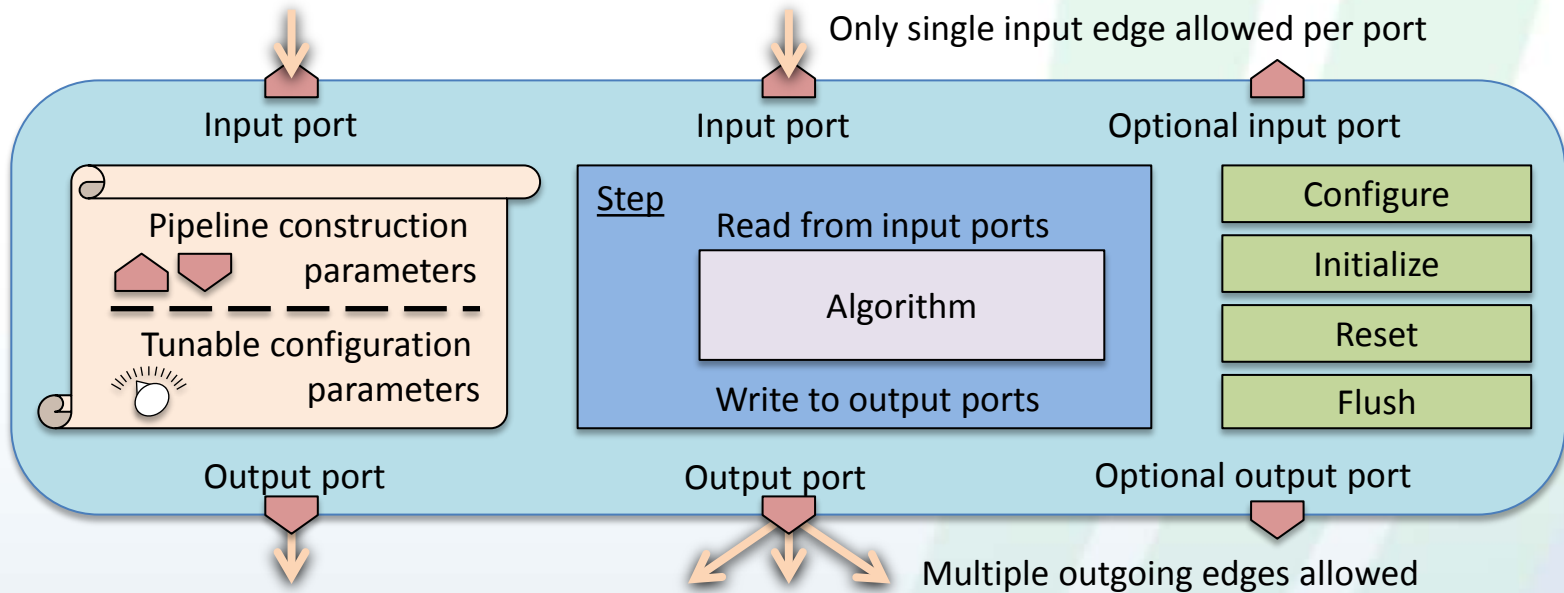 Only single input edge allowed per port
Input port
Input port
Optional input port
Pipeline construction
parameters
Tunable configuration
parameters
Step
Read from input ports
Algorithm
Write to output ports
Configure
Initialize
Reset
Flush
Output port
Output port
Optional output port
Multiple outgoing edges allowed